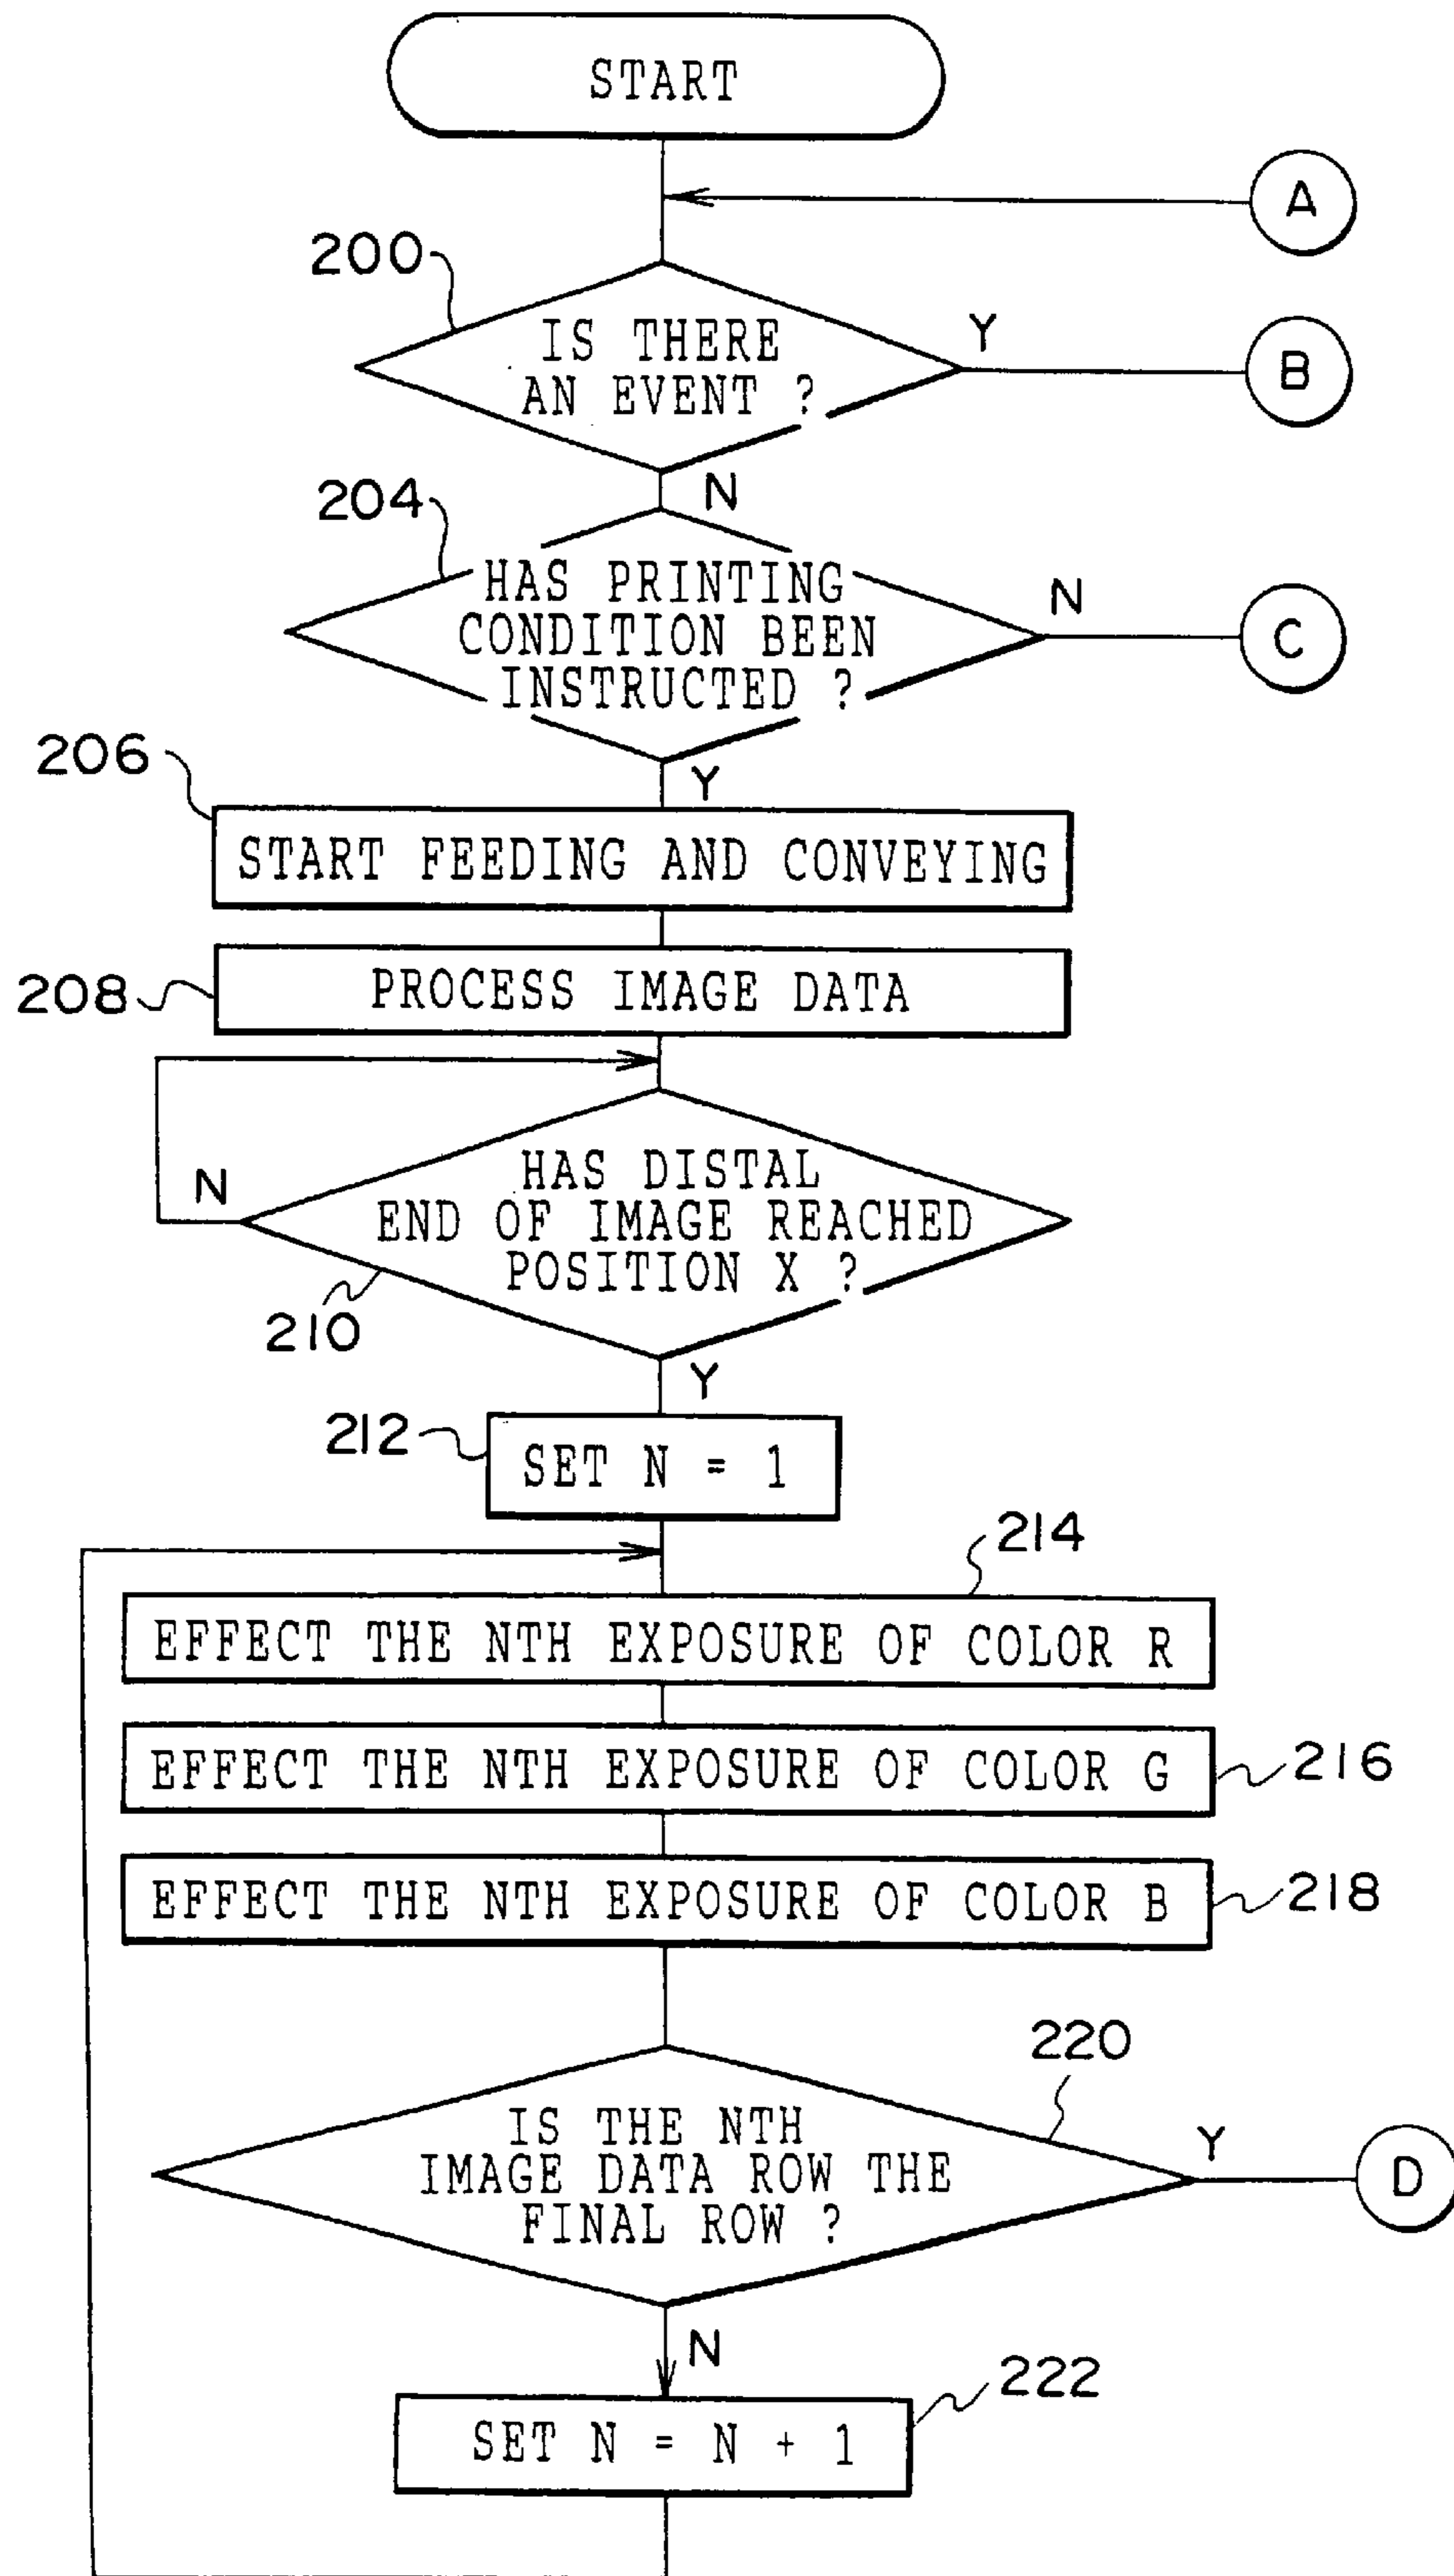 START
A
200
IS THERE
AN EVENT ?
Y
B
N
204
HAS PRINTING
CONDITION BEEN
INSTRUCTED ?
N
C
Y
206
START FEEDING AND CONVEYING
208
PROCESS IMAGE DATA
N
HAS DISTAL
END OF IMAGE REACHED
POSITION X ?
210
Y
212
SET N = 1
214
EFFECT THE NTH EXPOSURE OF COLOR R
EFFECT THE NTH EXPOSURE OF COLOR G
216
EFFECT THE NTH EXPOSURE OF COLOR B
218
220
IS THE NTH
IMAGE DATA ROW THE
FINAL ROW ?
Y
D
N
222
SET N = N + 1